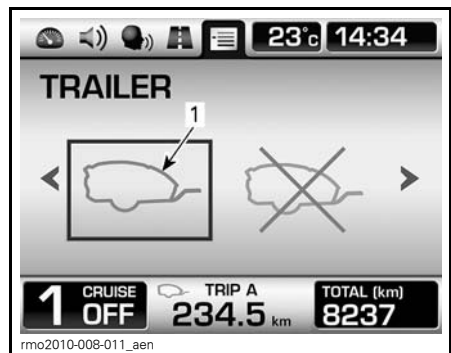 23°c 14:34
TRAILER
1
1 CRUISE OFF
TRIP A
234.5 km
TOTAL (km)
8237
rmo2010-008-011_aen